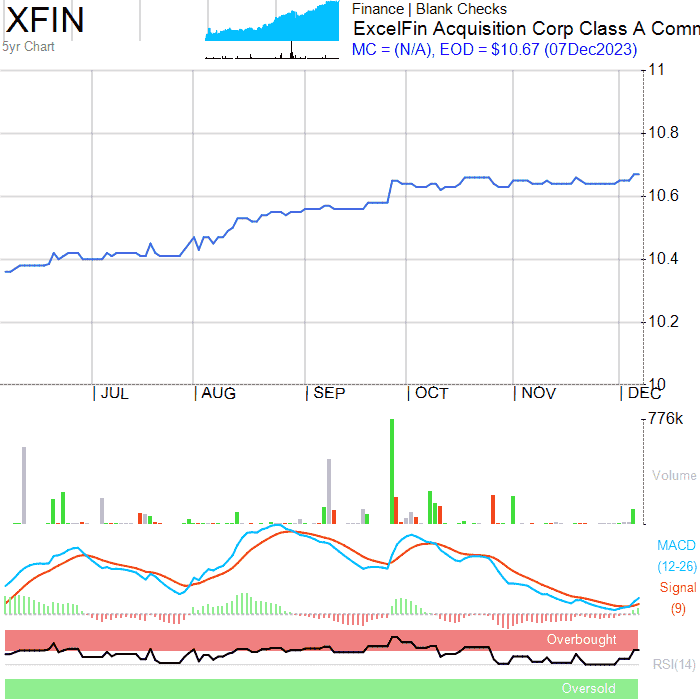 XFIN
5yr Chart
Finance | Blank Checks
ExcelFin Acquisition Corp Class A Comm
MC = (N/A), EOD = $10.67 (07Dec2023)
11
10.8
10.6
10.4
10.2
10
| JUL | AUG | SEP | OCT | NOV | DEC
776k
Volume
MACD
(12-26)
Signal
(9)
Overbought
RSI(14)
Oversold